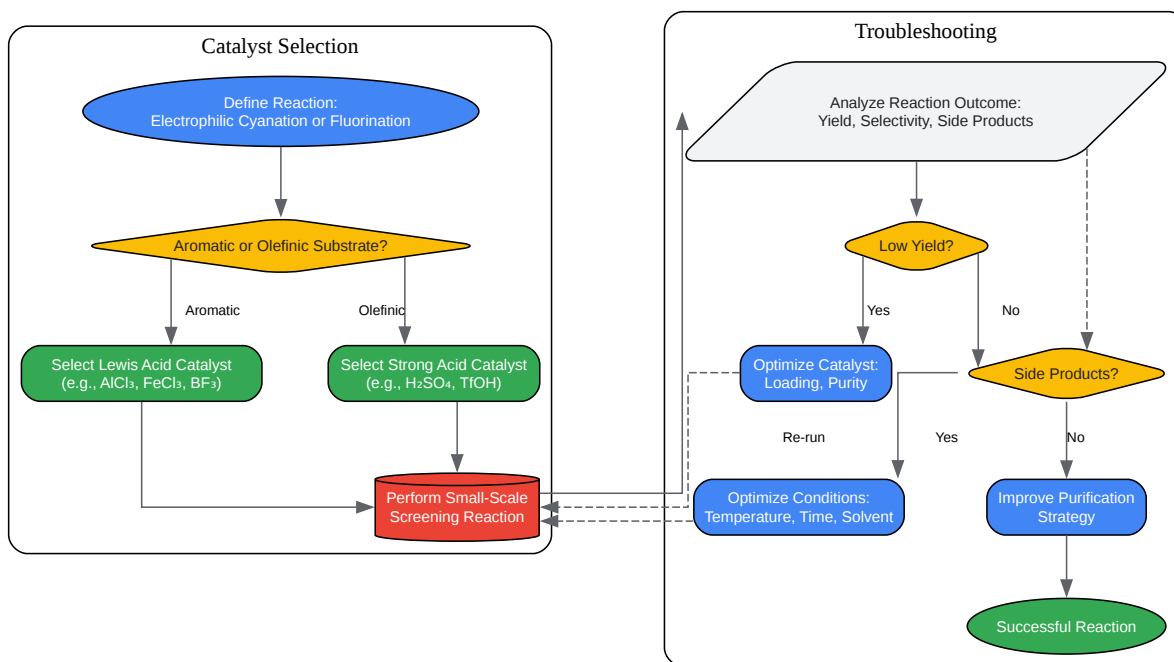 Catalyst Selection
Define Reaction:
Electrophilic Cyanation or Fluorination
Aromatic or Olefinic Substrate?
Aromatic
Olefinic
Select Lewis Acid Catalyst
(e.g., AlCl₃, FeCl₃, BF₃)
Select Strong Acid Catalyst
(e.g., H₂SO₄, TfOH)
Perform Small-Scale
Screening Reaction
Troubleshooting
Analyze Reaction Outcome:
Yield, Selectivity, Side Products
Low Yield?
Yes
No
Optimize Catalyst:
Loading, Purity
Side Products?
Re-run
Yes
No
Optimize Conditions:
Temperature, Time, Solvent
Improve Purification
Strategy
Successful Reaction